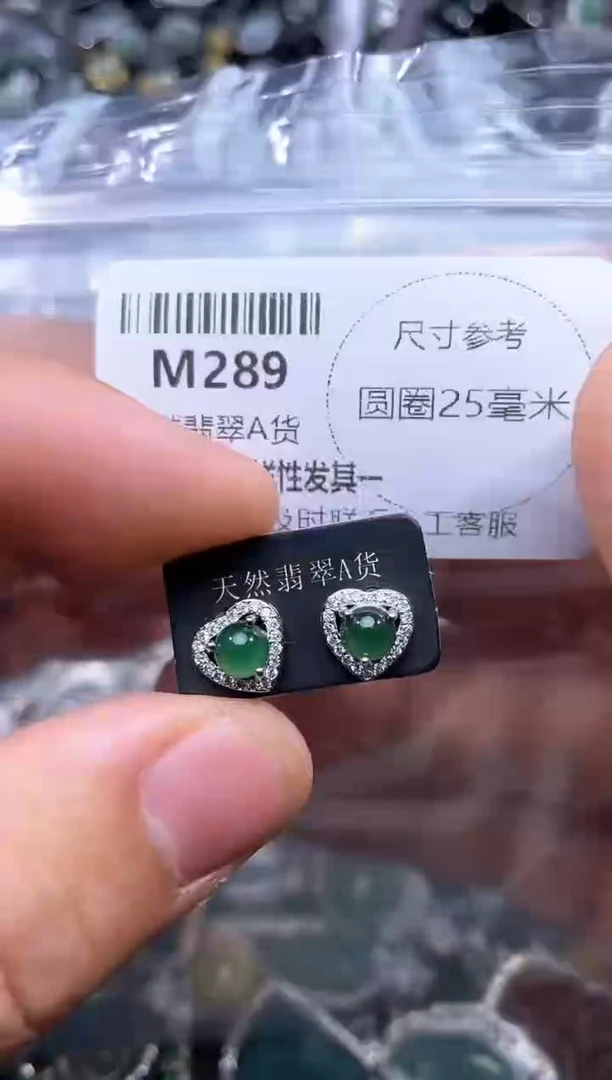 M289
尺寸参考
圆圈25毫米
翡翠A货
性发其一
工客服
天然翡翠A货